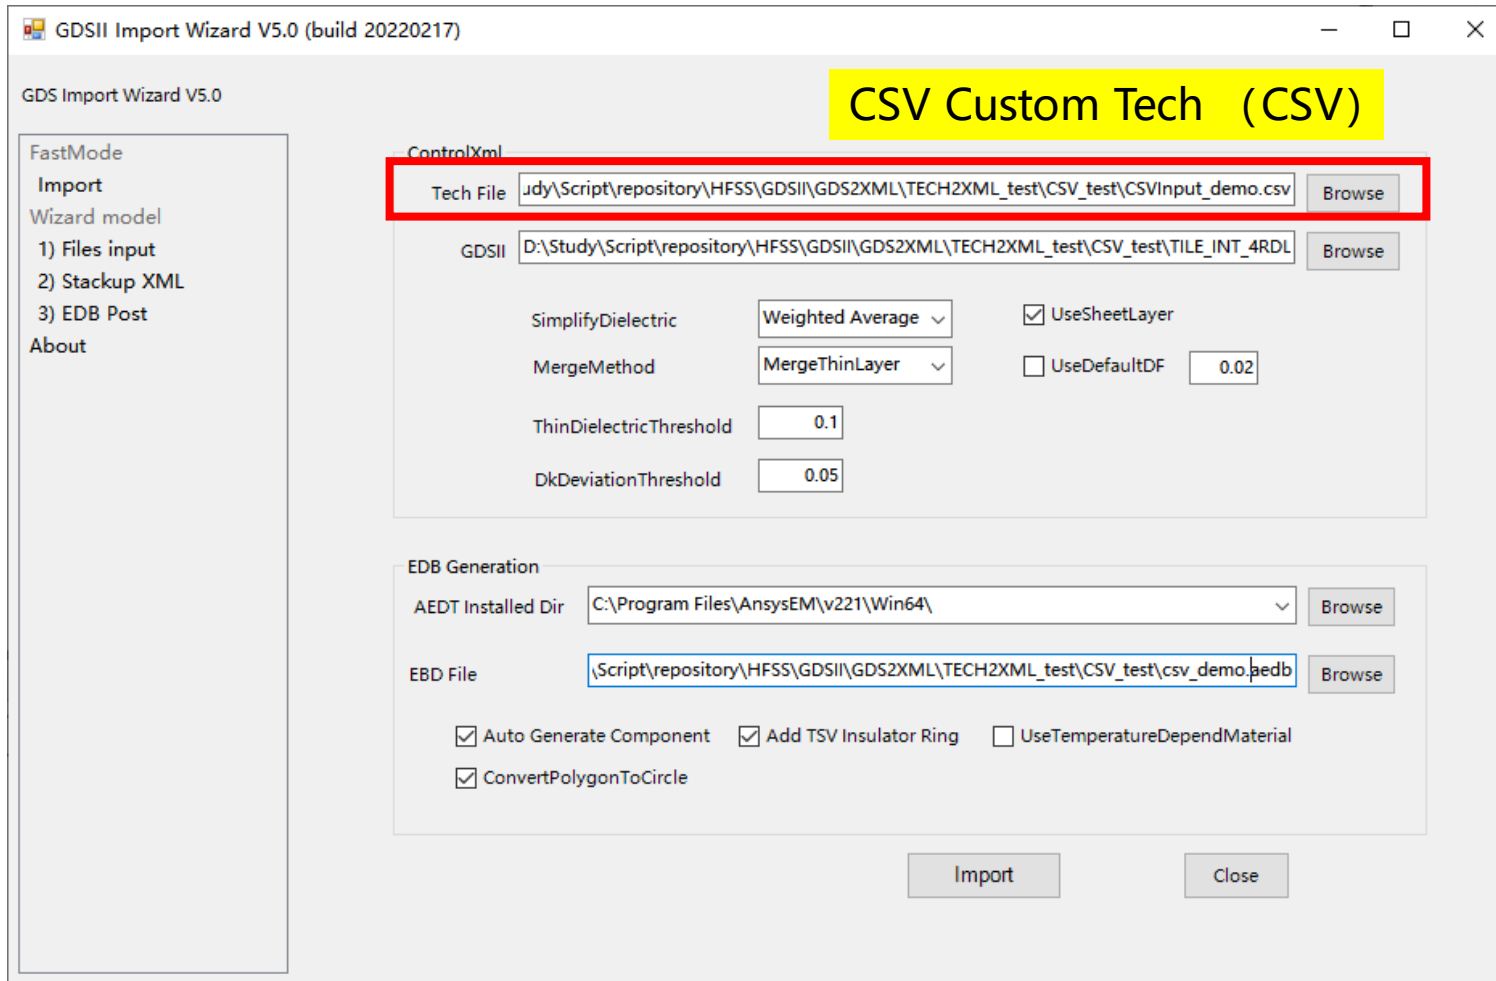 GDSII Import Wizard V5.0 (build 20220217)
GDS Import Wizard V5.0
CSV Custom Tech （CSV）
FastMode
Import
Wizard model
1) Files input
2) Stackup XML
3) EDB Post
About
ControlXml
Tech File udy\Script\repository\HFSS\GDSII\GDS2XML\TECH2XML_test\CSV_test\CSVInput_demo.csv Browse
GDSII D:\Study\Script\repository\HFSS\GDSII\GDS2XML\TECH2XML_test\CSV_test\TILE_INT_4RDL Browse
SimplifyDielectric Weighted Average UseSheetLayer
MergeMethod MergeThinLayer UseDefaultDF 0.02
ThinDielectricThreshold 0.1
DkDeviationThreshold 0.05
EDB Generation
AEDT Installed Dir C:\Program Files\AnsysEM\v221\Win64\ Browse
EBD File \Script\repository\HFSS\GDSII\GDS2XML\TECH2XML_test\CSV_test\csv_demo.aedb Browse
Auto Generate Component Add TSV Insulator Ring UseTemperatureDependMaterial
ConvertPolygonToCircle
Import Close